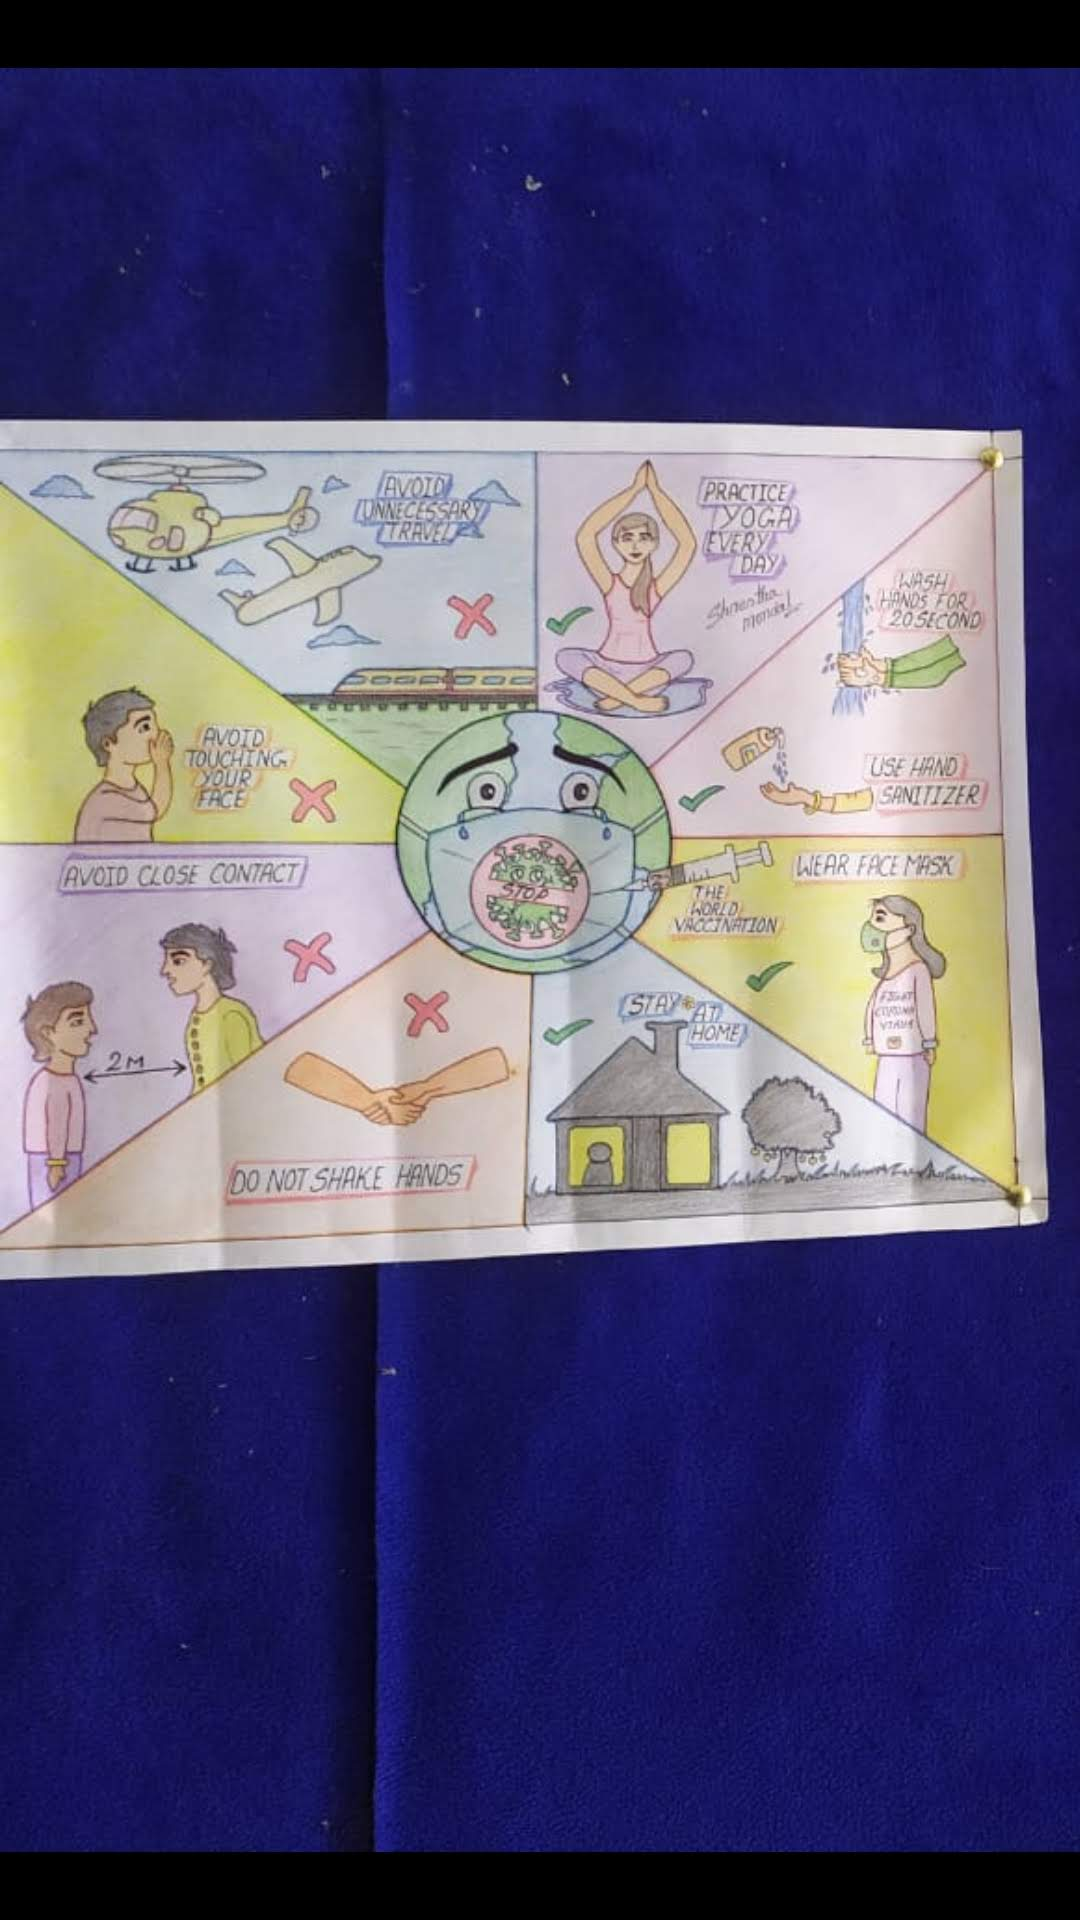 AVOID
UNNECESSARY
TRAVEL
PRACTICE
YOGA
EVERY
DAY
WASH
HANDS FOR
20 SECOND
AVOID
TOUCHING
YOUR
FACE
USE HAND
SANITIZER
AVOID CLOSE CONTACT
STOP
THE
WORLD
VACCINATION
WEAR FACE MASK
FIGHT
CORONA
VIRUS
2M
STAY AT
HOME
DO NOT SHAKE HANDS